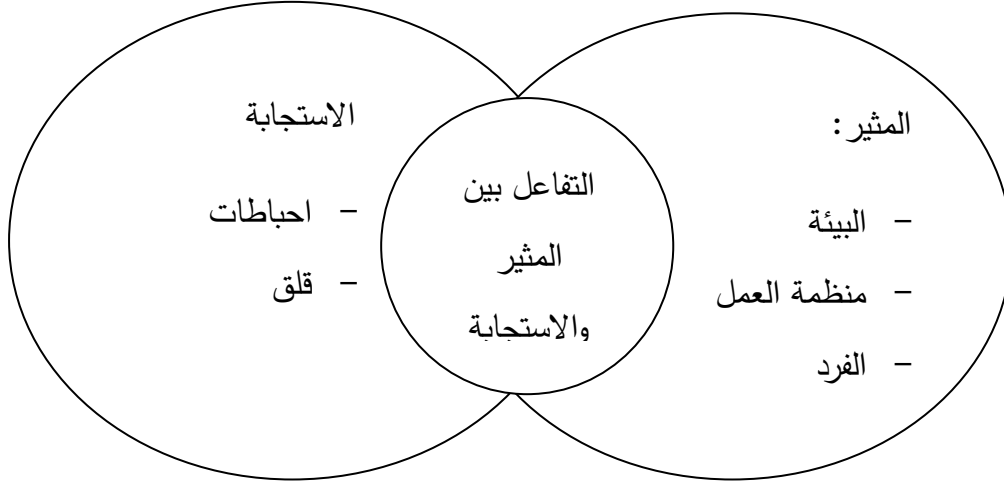 المثير:
- البيئة
- منظمة العمل
- الفرد
التفاعل بين
المثير
والاستجابة
الاستجابة
- احباطات
- قلق